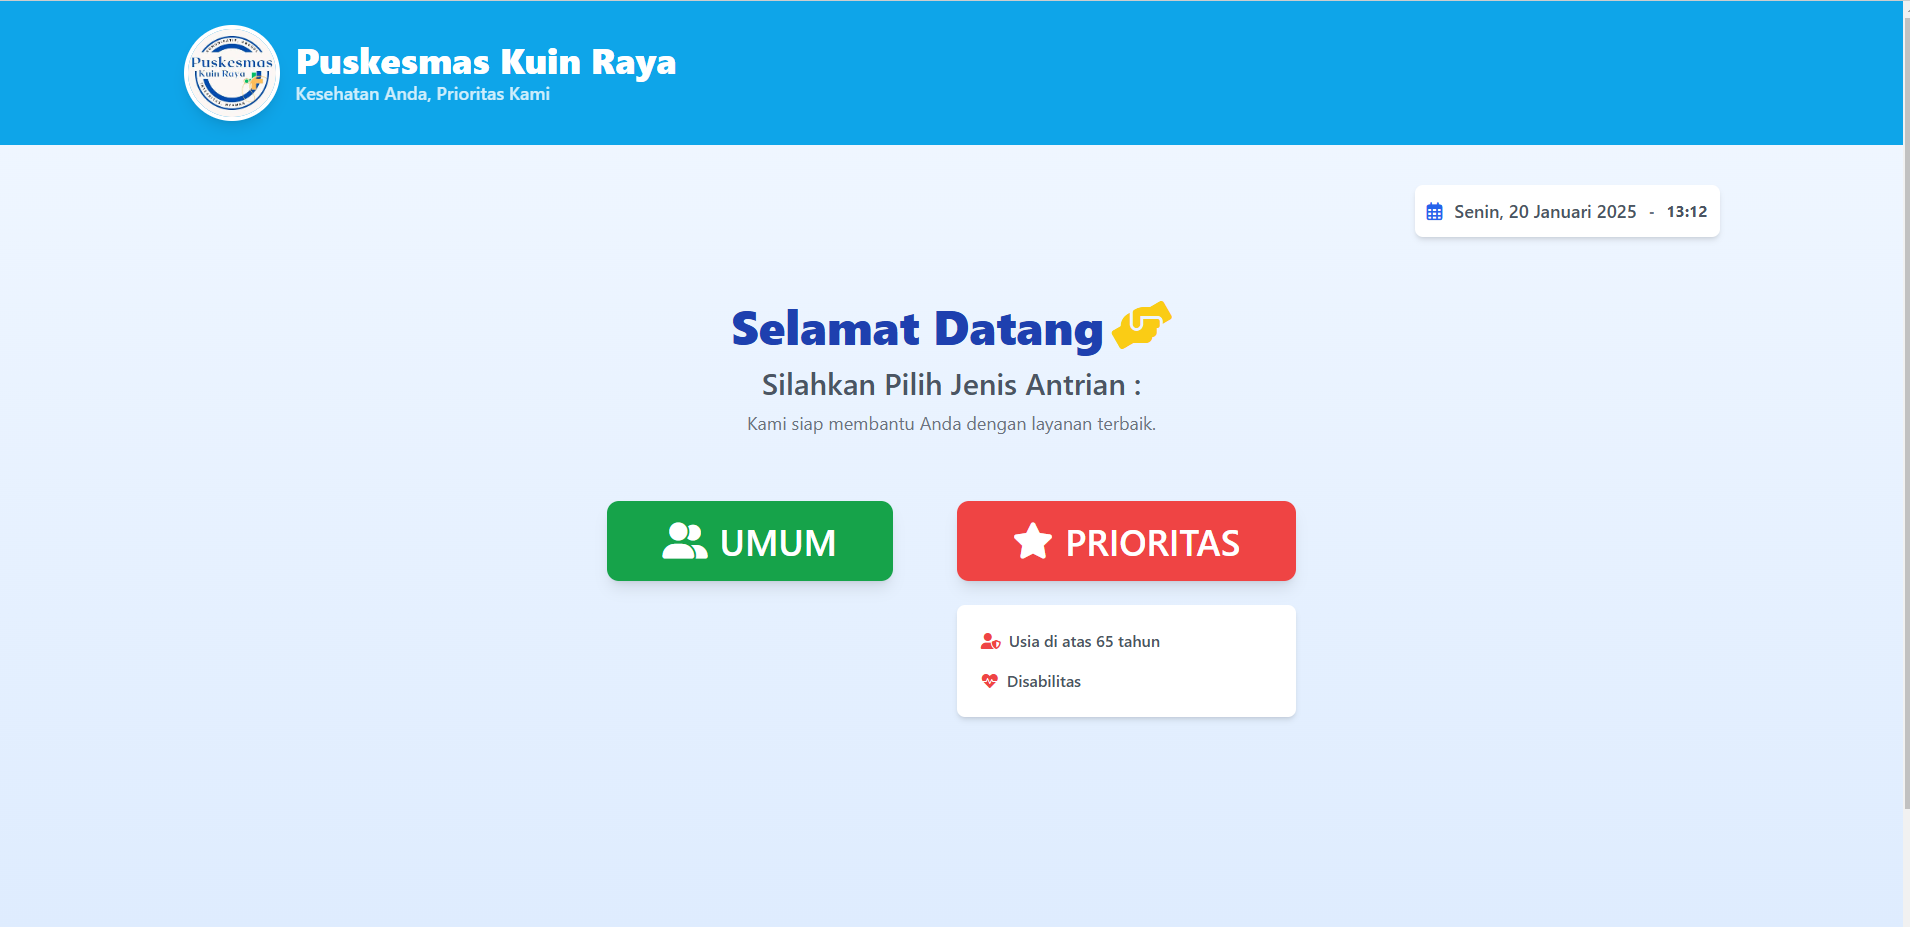 Puskesmas
Kuin Raya
Puskesmas Kuin Raya
Kesehatan Anda, Prioritas Kami
Senin, 20 Januari 2025 - 13:12
Selamat Datang
Silahkan Pilih Jenis Antrian :
Kami siap membantu Anda dengan layanan terbaik.
UMUM
PRIORITAS
Usia di atas 65 tahun
Disabilitas